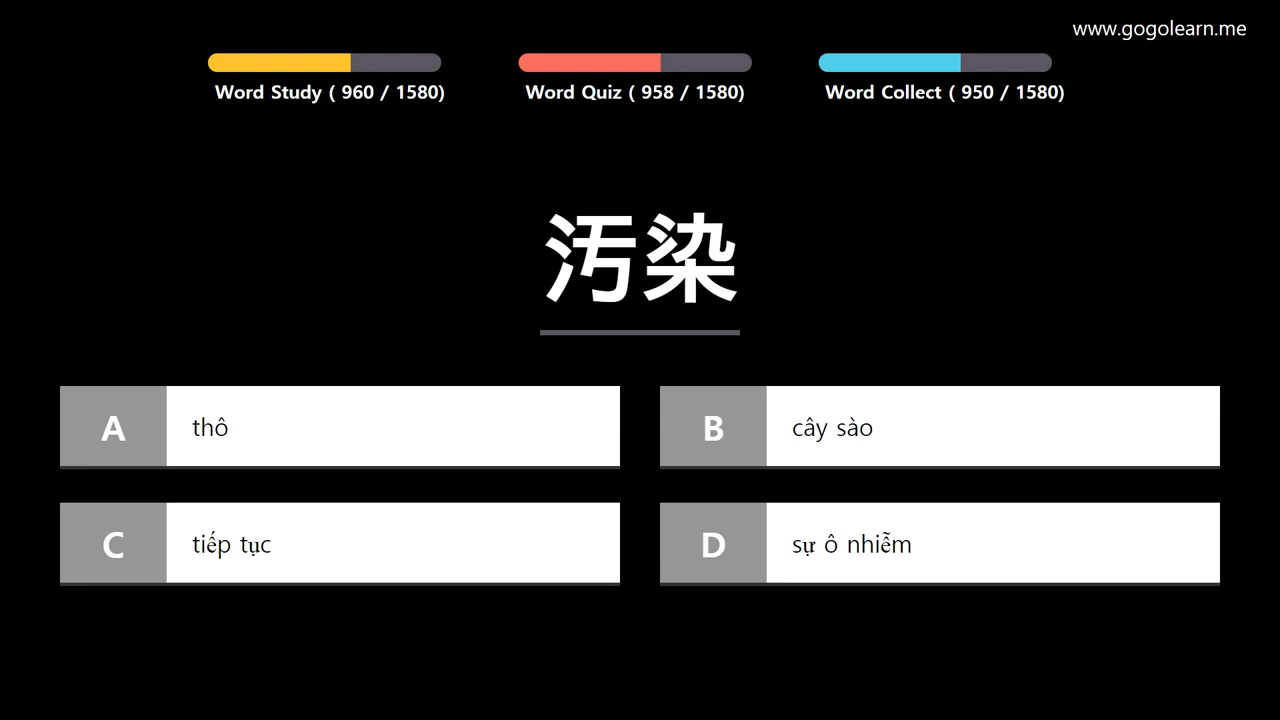 www.gogolearn.me
Word Study ( 960 / 1580)
Word Quiz ( 958 / 1580)
Word Collect ( 950 / 1580)
汚染
A thô
B cây sào
C tiếp tục
D sự ô nhiễm